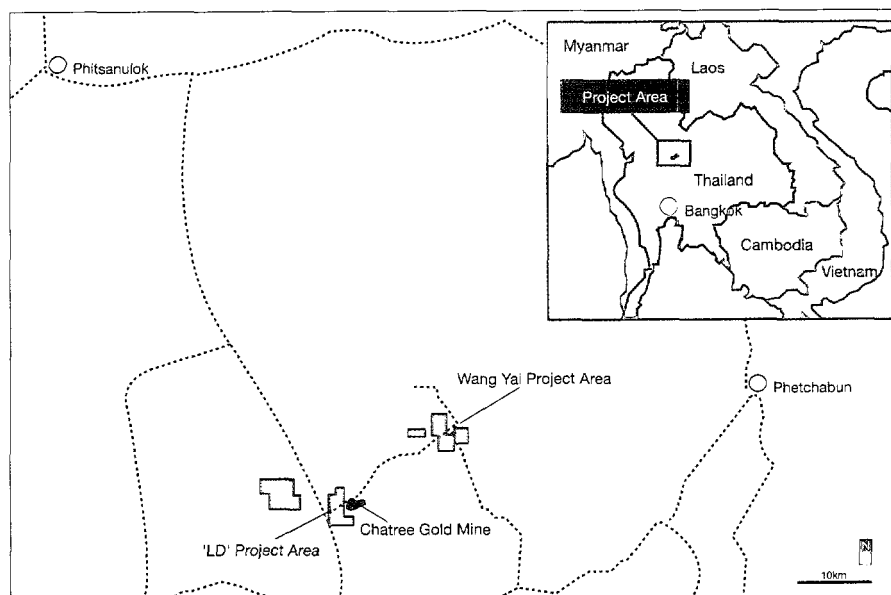 Phitsanulok
Myanmar
Laos
Project Area
Thailand
Bangkok
Cambodia
Vietnam
Wang Yai Project Area
Phetchabun
Chatree Gold Mine
'LD' Project Area
N
10km